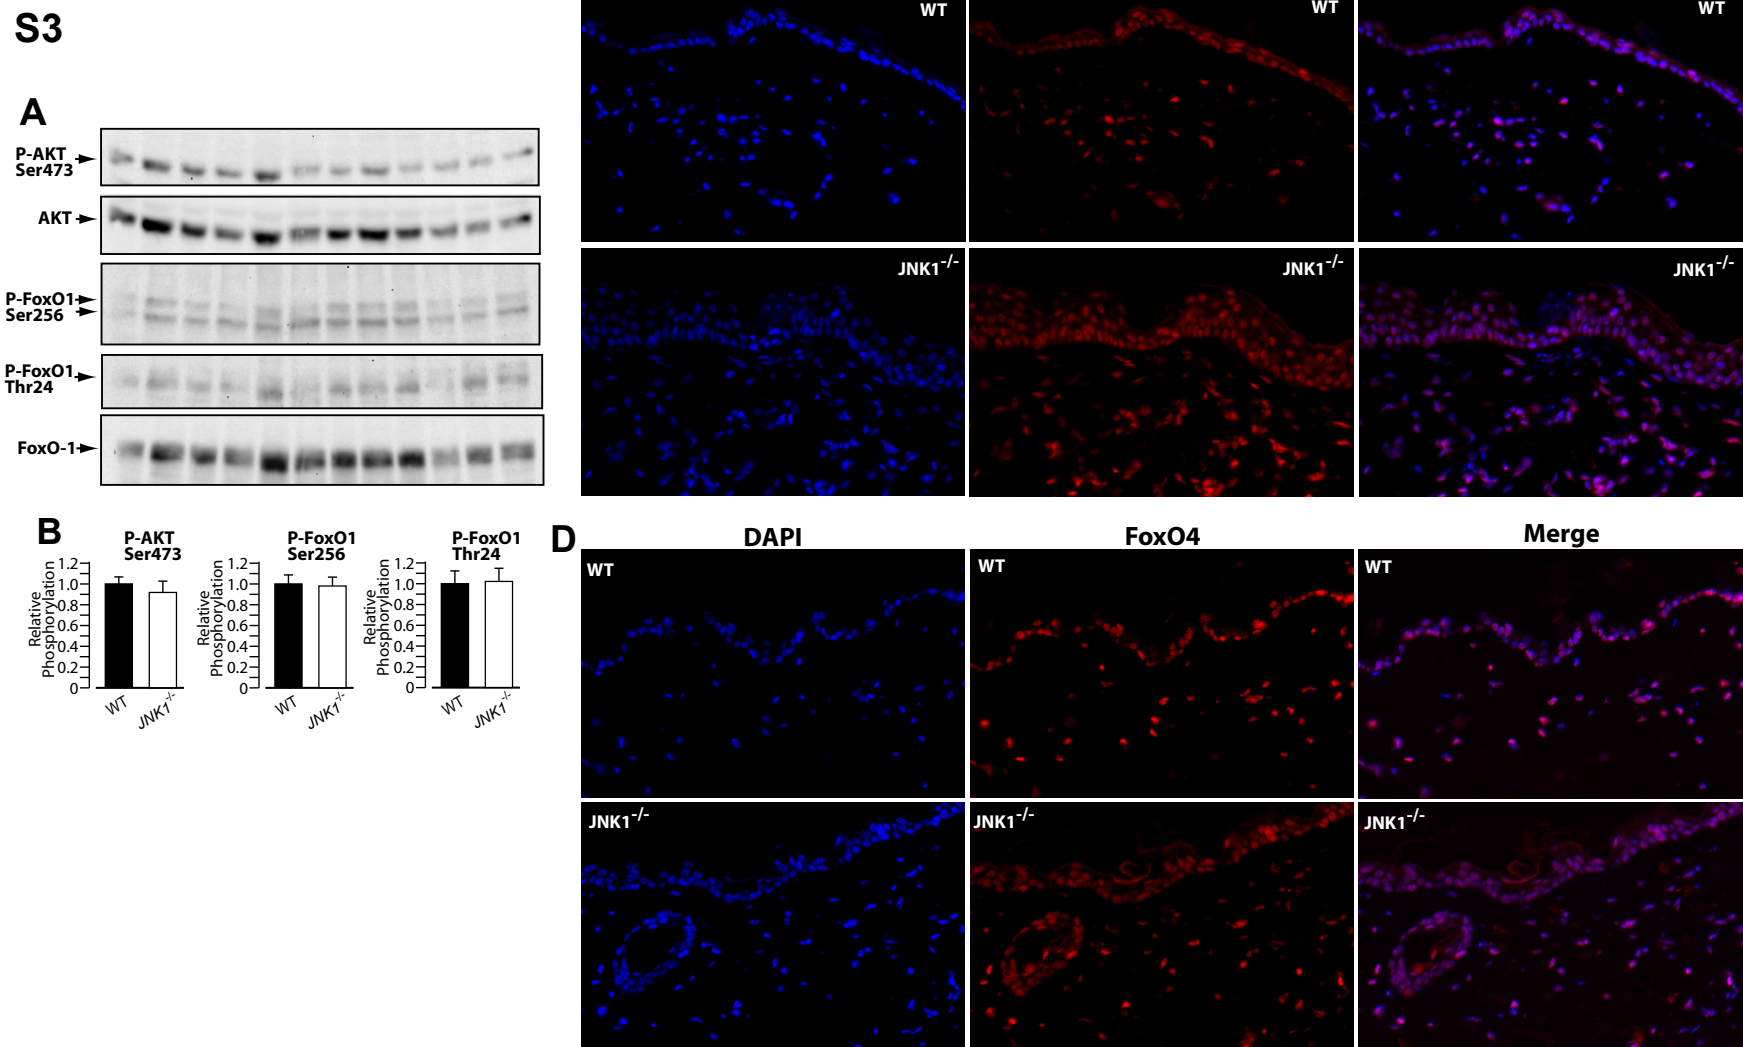 S3
A
P-AKT
Ser473
AKT
P-FoxO1
Ser256
P-FoxO1
Thr24
FoxO-1
B
P-AKT
Ser473
Relative
Phosphorylation
1.2
1.0
0.8
0.6
0.4
0.2
0
WT
JNK1-/-
P-FoxO1
Ser256
Relative
Phosphorylation
1.2
1.0
0.8
0.6
0.4
0.2
0
WT
JNK1-/-
P-FoxO1
Thr24
Relative
Phosphorylation
1.2
1.0
0.8
0.6
0.4
0.2
0
WT
JNK1-/-
WT
WT
WT
JNK1-/-
JNK1-/-
JNK1-/-
D
DAPI
FoxO4
Merge
WT
WT
WT
JNK1-/-
JNK1-/-
JNK1-/-